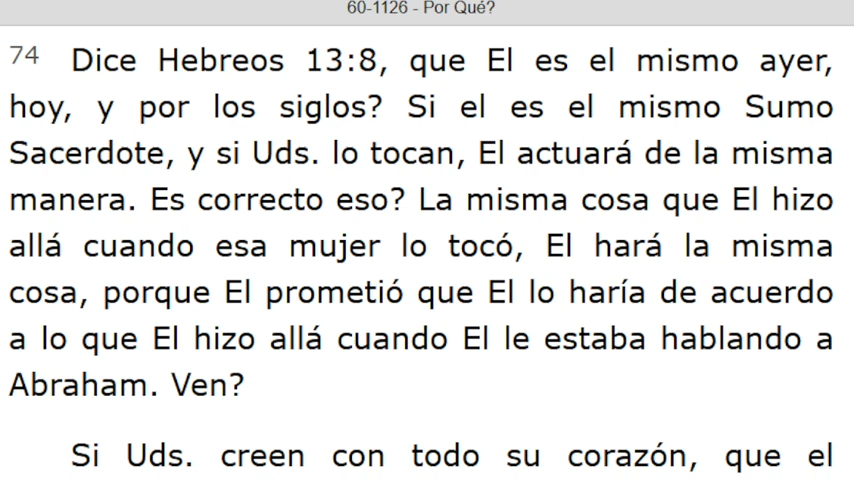 60-1126 - Por Qué?
74 Dice Hebreos 13:8, que El es el mismo ayer,
hoy, y por los siglos? Si el es el mismo Sumo
Sacerdote, y si Uds. lo tocan, El actuará de la misma
manera. Es correcto eso? La misma cosa que El hizo
allá cuando esa mujer lo tocó, El hará la misma
cosa, porque El prometió que El lo haría de acuerdo
a lo que El hizo allá cuando El le estaba hablando a
Abraham. Ven?
Si Uds. creen con todo su corazón, que el